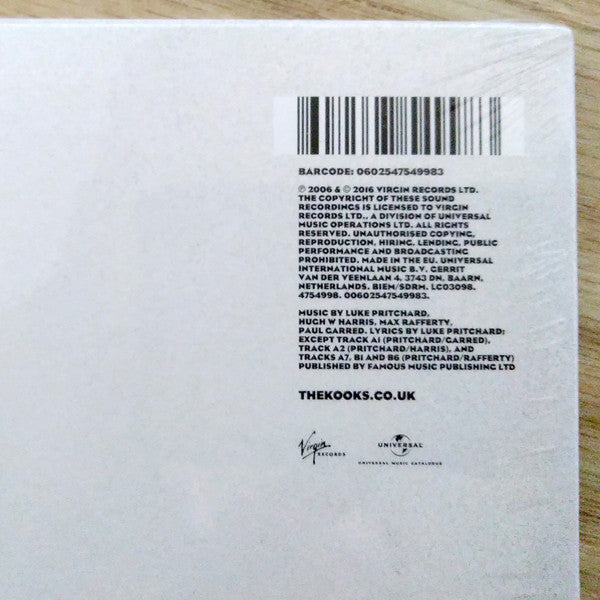 BARCODE: 0602547549983
℗ 2006 & © 2016 VIRGIN RECORDS LTD.
THE COPYRIGHT OF THESE SOUND
RECORDINGS IS LICENSED TO VIRGIN
RECORDS LTD., A DIVISION OF UNIVERSAL
MUSIC OPERATIONS LTD. ALL RIGHTS
RESERVED. UNAUTHORISED COPYING,
REPRODUCTION, HIRING, LENDING, PUBLIC
PERFORMANCE AND BROADCASTING
PROHIBITED. MADE IN THE EU. UNIVERSAL
INTERNATIONAL MUSIC B.V. GERRIT
VAN DER VEENLAAN 4, 3743 DN, BAARN,
NETHERLANDS. BIEM/SDRM. LC03098.
4754998. 00602547549983.
MUSIC BY LUKE PRITCHARD,
HUGH W HARRIS, MAX RAFFERTY,
PAUL GARRED. LYRICS BY LUKE PRITCHARD;
EXCEPT TRACK A1 (PRITCHARD/GARRED),
TRACK A2 (PRITCHARD/HARRIS), AND
TRACKS A7, B1 AND B6 (PRITCHARD/RAFFERTY)
PUBLISHED BY FAMOUS MUSIC PUBLISHING LTD
THEKOOKS.CO.UK
Virgin RECORDS
UNIVERSAL
UNIVERSAL MUSIC CATALOGUE